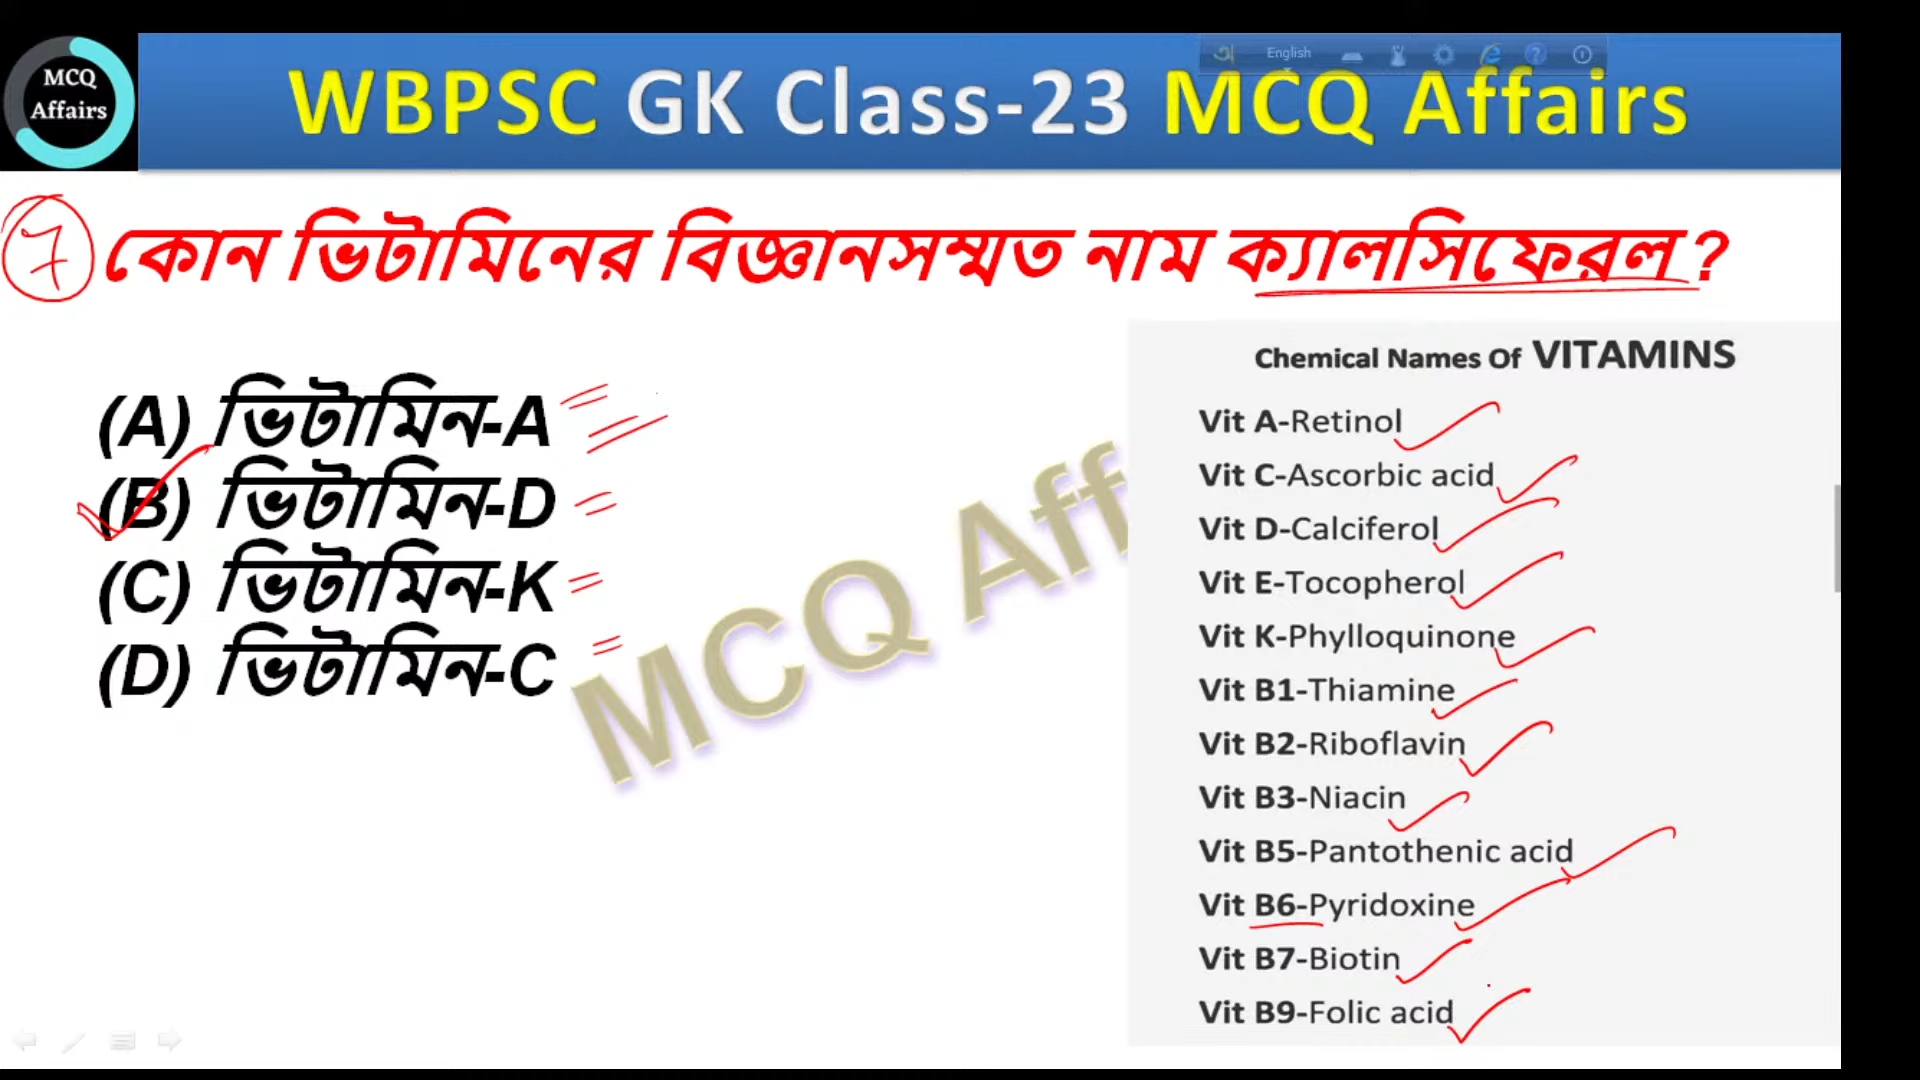 MCQ
Affairs
WBPSC GK Class-23 MCQ Affairs
English
7 কোন ভিটামিনের বিজ্ঞানসম্মত নাম ক্যালসিফেরল ?
(A) ভিটামিন-A
(B) ভিটামিন-D
(C) ভিটামিন-K
(D) ভিটামিন-C
MCQ Aff
Chemical Names Of VITAMINS
Vit A-Retinol
Vit C-Ascorbic acid
Vit D-Calciferol
Vit E-Tocopherol
Vit K-Phylloquinone
Vit B1-Thiamine
Vit B2-Riboflavin
Vit B3-Niacin
Vit B5-Pantothenic acid
Vit B6-Pyridoxine
Vit B7-Biotin
Vit B9-Folic acid